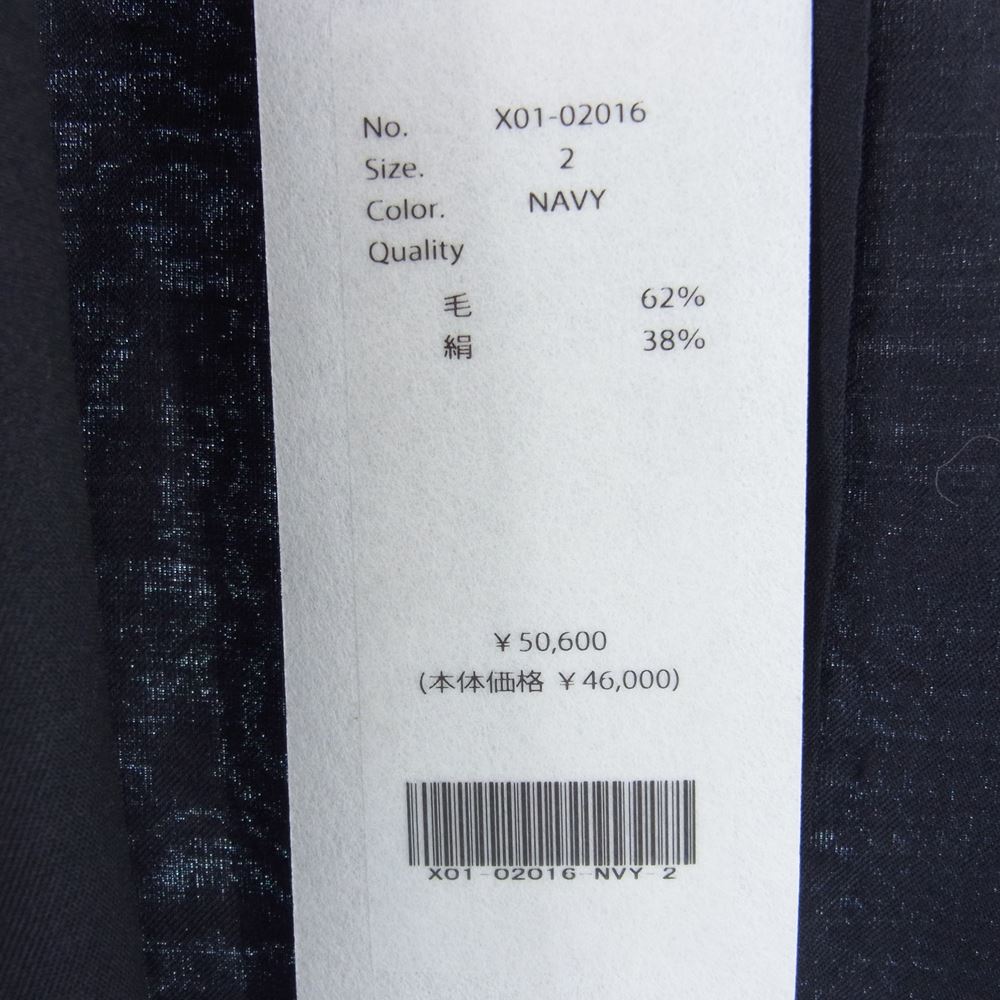 No. X01-02016
Size. 2
Color. NAVY
Quality
毛 62%
絹 38%
¥50,600
(本体価格 ¥46,000)
X01-02016-NVY-2